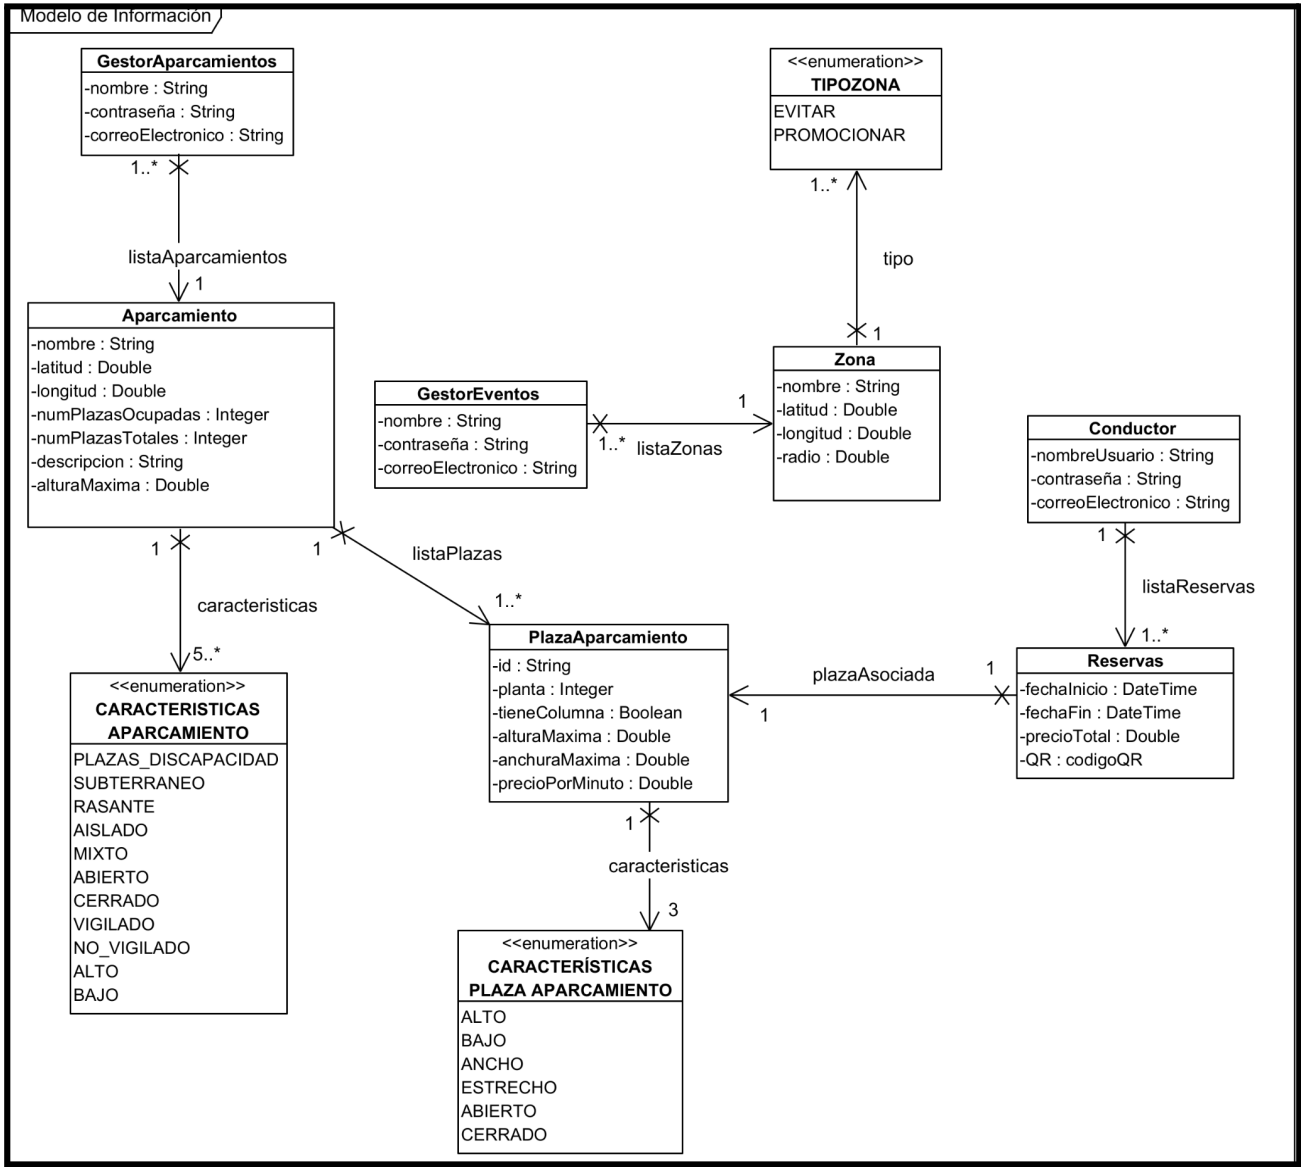 Modelo de Información
GestorAparcamientos
-nombre : String
-contraseña : String
-correoElectronico : String
1..*
listaAparcamientos
1
Aparcamiento
-nombre : String
-latitud : Double
-longitud : Double
-numPlazasOcupadas : Integer
-numPlazasTotales : Integer
-descripcion : String
-alturaMaxima : Double
1
caracteristicas
5..*
<<enumeration>>
CARACTERISTICAS
APARCAMIENTO
PLAZAS_DISCAPACIDAD
SUBTERRANEO
RASANTE
AISLADO
MIXTO
ABIERTO
CERRADO
VIGILADO
NO_VIGILADO
ALTO
BAJO
1
listaPlazas
1..*
<<enumeration>>
TIPOZONA
EVITAR
PROMOCIONAR
1..*
tipo
1
Zona
-nombre : String
-latitud : Double
-longitud : Double
-radio : Double
GestorEventos
-nombre : String
-contraseña : String
-correoElectronico : String
1..*
listaZonas
1
Conductor
-nombreUsuario : String
-contraseña : String
-correoElectronico : String
1
listaReservas
1..*
Reservas
-fechaInicio : DateTime
-fechaFin : DateTime
-precioTotal : Double
-QR : codigoQR
1
plazaAsociada
1
PlazaAparcamiento
-id : String
-planta : Integer
-tieneColumna : Boolean
-alturaMaxima : Double
-anchuraMaxima : Double
-precioPorMinuto : Double
1
caracteristicas
3
<<enumeration>>
CARACTERÍSTICAS
PLAZA APARCAMIENTO
ALTO
BAJO
ANCHO
ESTRECHO
ABIERTO
CERRADO